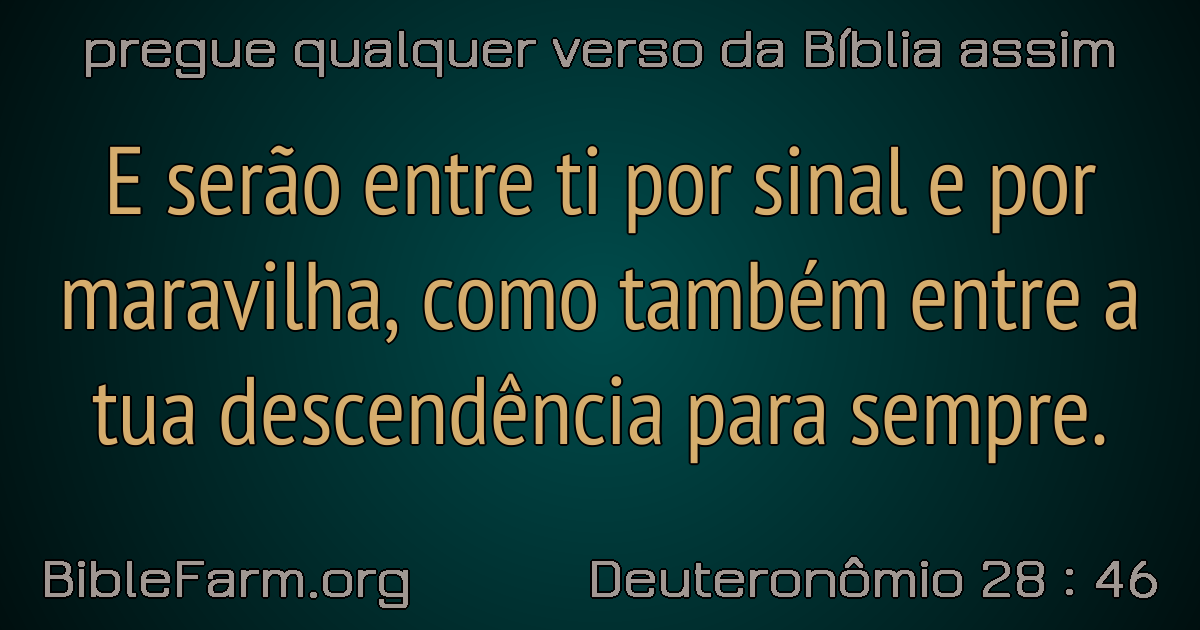 pregue qualquer verso da Bíblia assim
E serão entre ti por sinal e por
maravilha, como também entre a
tua descendência para sempre.
BibleFarm.org
Deuteronômio 28 : 46